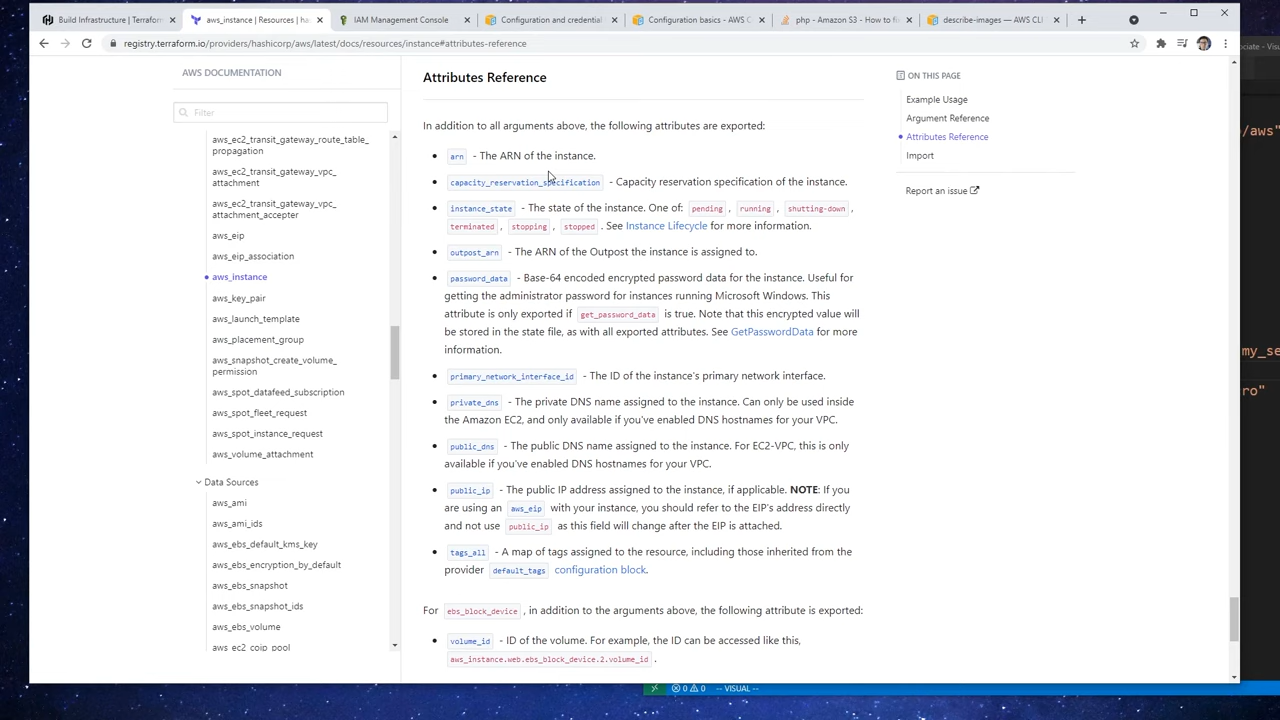 Build Infrastructure | Terraform
aws_instance | Resources | ha
IAM Management Console
Configuration and credential
Configuration basics - AWS C
php - Amazon S3 - How to fi
describe-images — AWS CLI
registry.terraform.io/providers/hashicorp/aws/latest/docs/resources/instance#attributes-reference
ssociate - Visual
AWS DOCUMENTATION
Filter
aws_ec2_transit_gateway_route_table_
propagation
aws_ec2_transit_gateway_vpc_
attachment
aws_ec2_transit_gateway_vpc_
attachment_accepter
aws_eip
aws_eip_association
aws_instance
aws_key_pair
aws_launch_template
aws_placement_group
aws_snapshot_create_volume_
permission
aws_spot_datafeed_subscription
aws_spot_fleet_request
aws_spot_instance_request
aws_volume_attachment
Data Sources
aws_ami
aws_ami_ids
aws_ebs_default_kms_key
aws_ebs_encryption_by_default
aws_ebs_snapshot
aws_ebs_snapshot_ids
aws_ebs_volume
aws_ec2_coip_pool
Attributes Reference
In addition to all arguments above, the following attributes are exported:
arn - The ARN of the instance.
capacity_reservation_specification - Capacity reservation specification of the instance.
instance_state - The state of the instance. One of: pending , running , shutting-down ,
terminated , stopping , stopped . See Instance Lifecycle for more information.
outpost_arn - The ARN of the Outpost the instance is assigned to.
password_data - Base-64 encoded encrypted password data for the instance. Useful for
getting the administrator password for instances running Microsoft Windows. This
attribute is only exported if get_password_data is true. Note that this encrypted value will
be stored in the state file, as with all exported attributes. See GetPasswordData for more
information.
primary_network_interface_id - The ID of the instance's primary network interface.
private_dns - The private DNS name assigned to the instance. Can only be used inside
the Amazon EC2, and only available if you've enabled DNS hostnames for your VPC.
public_dns - The public DNS name assigned to the instance. For EC2-VPC, this is only
available if you've enabled DNS hostnames for your VPC.
public_ip - The public IP address assigned to the instance, if applicable. NOTE: If you
are using an aws_eip with your instance, you should refer to the EIP's address directly
and not use public_ip as this field will change after the EIP is attached.
tags_all - A map of tags assigned to the resource, including those inherited from the
provider default_tags configuration block.
For ebs_block_device , in addition to the arguments above, the following attribute is exported:
volume_id - ID of the volume. For example, the ID can be accessed like this,
aws_instance.web.ebs_block_device.2.volume_id .
ON THIS PAGE
Example Usage
Argument Reference
Attributes Reference
Import
Report an issue
p/aws"
my_se
ro"
0 0 -- VISUAL --